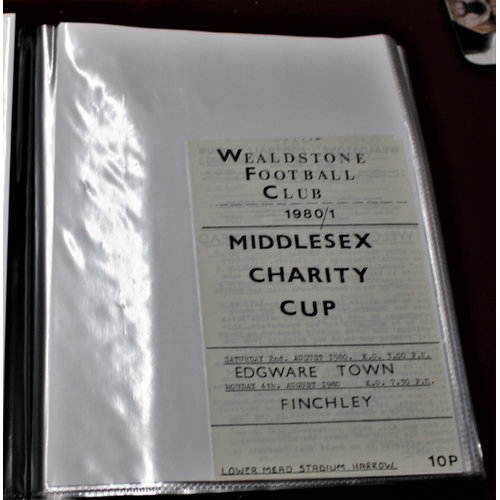 WEALDSTONE
FOOTBALL
CLUB
1980/1
MIDDLESEX
CHARITY
CUP
SATURDAY 2nd. AUGUST 1980. K.O. 3.00 P.M.
EDGWARE TOWN
MONDAY 4th. AUGUST 1980 K.O. 7.30 P.M.
FINCHLEY
LOWER MEAD STADIUM, HARROW.
10P